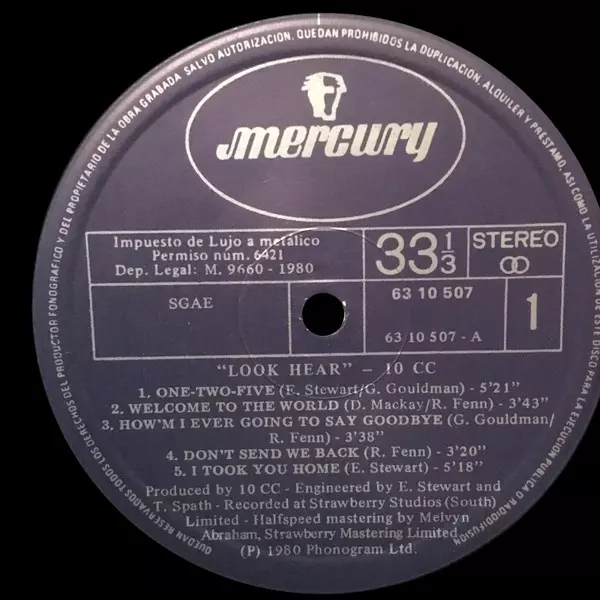 QUEDAN RESERVADOS TODOS LOS DERECHOS DEL PRODUCTOR FONOGRAFICO Y DEL PROPIETARIO DE LA OBRA GRABADA SALVO AUTORIZACION, QUEDAN PROHIBIDOS LA DUPLICACION, ALQUILER Y PRESTAMO, ASI COMO LA UTILIZACION DE ESTE DISCO PARA LA EJECUCION PUBLICA O RADIODIFUSION
mercury
Impuesto de Lujo a metálico
Permiso núm. 6421
Dep. Legal: M. 9660 - 1980
33 1/3
STEREO
SGAE
63 10 507
63 10 507 - A
1
"LOOK HEAR" – 10 CC
1. ONE-TWO-FIVE (E. Stewart/G. Gouldman) - 5'21"
2. WELCOME TO THE WORLD (D. Mackay/R. Fenn) - 3'43"
3. HOW'M I EVER GOING TO SAY GOODBYE (G. Gouldman/
R. Fenn) - 3'38"
4. DON'T SEND WE BACK (R. Fenn) - 3'20"
5. I TOOK YOU HOME (E. Stewart) - 5'18"
Produced by 10 CC - Engineered by E. Stewart and
T. Spath - Recorded at Strawberry Studios (South)
Limited - Halfspeed mastering by Melvyn
Abraham, Strawberry Mastering Limited
(P) 1980 Phonogram Ltd.